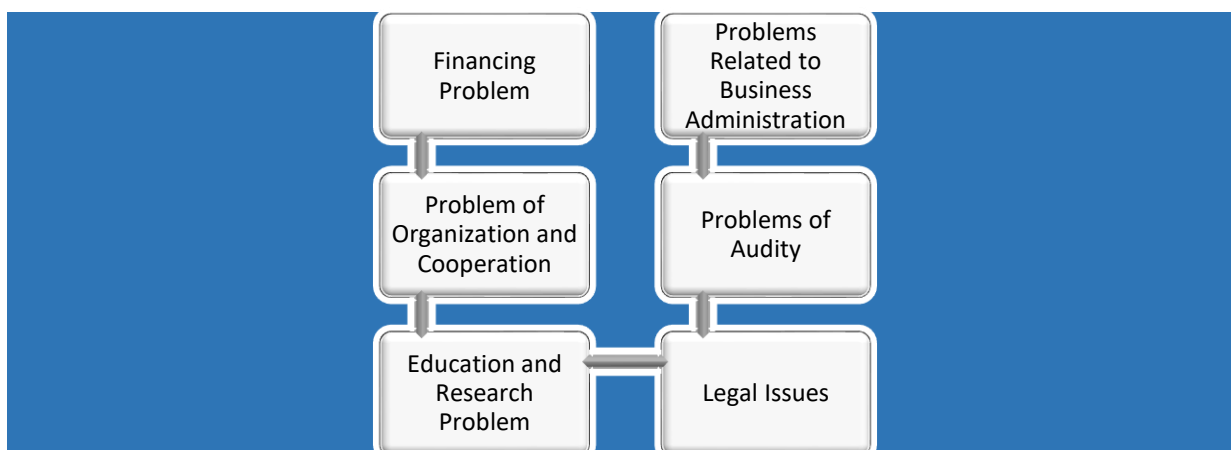 Financing
Problem
Problem of
Organization and
Cooperation
Education and
Research
Problem
Legal Issues
Problems of
Audity
Problems
Related to
Business
Administration